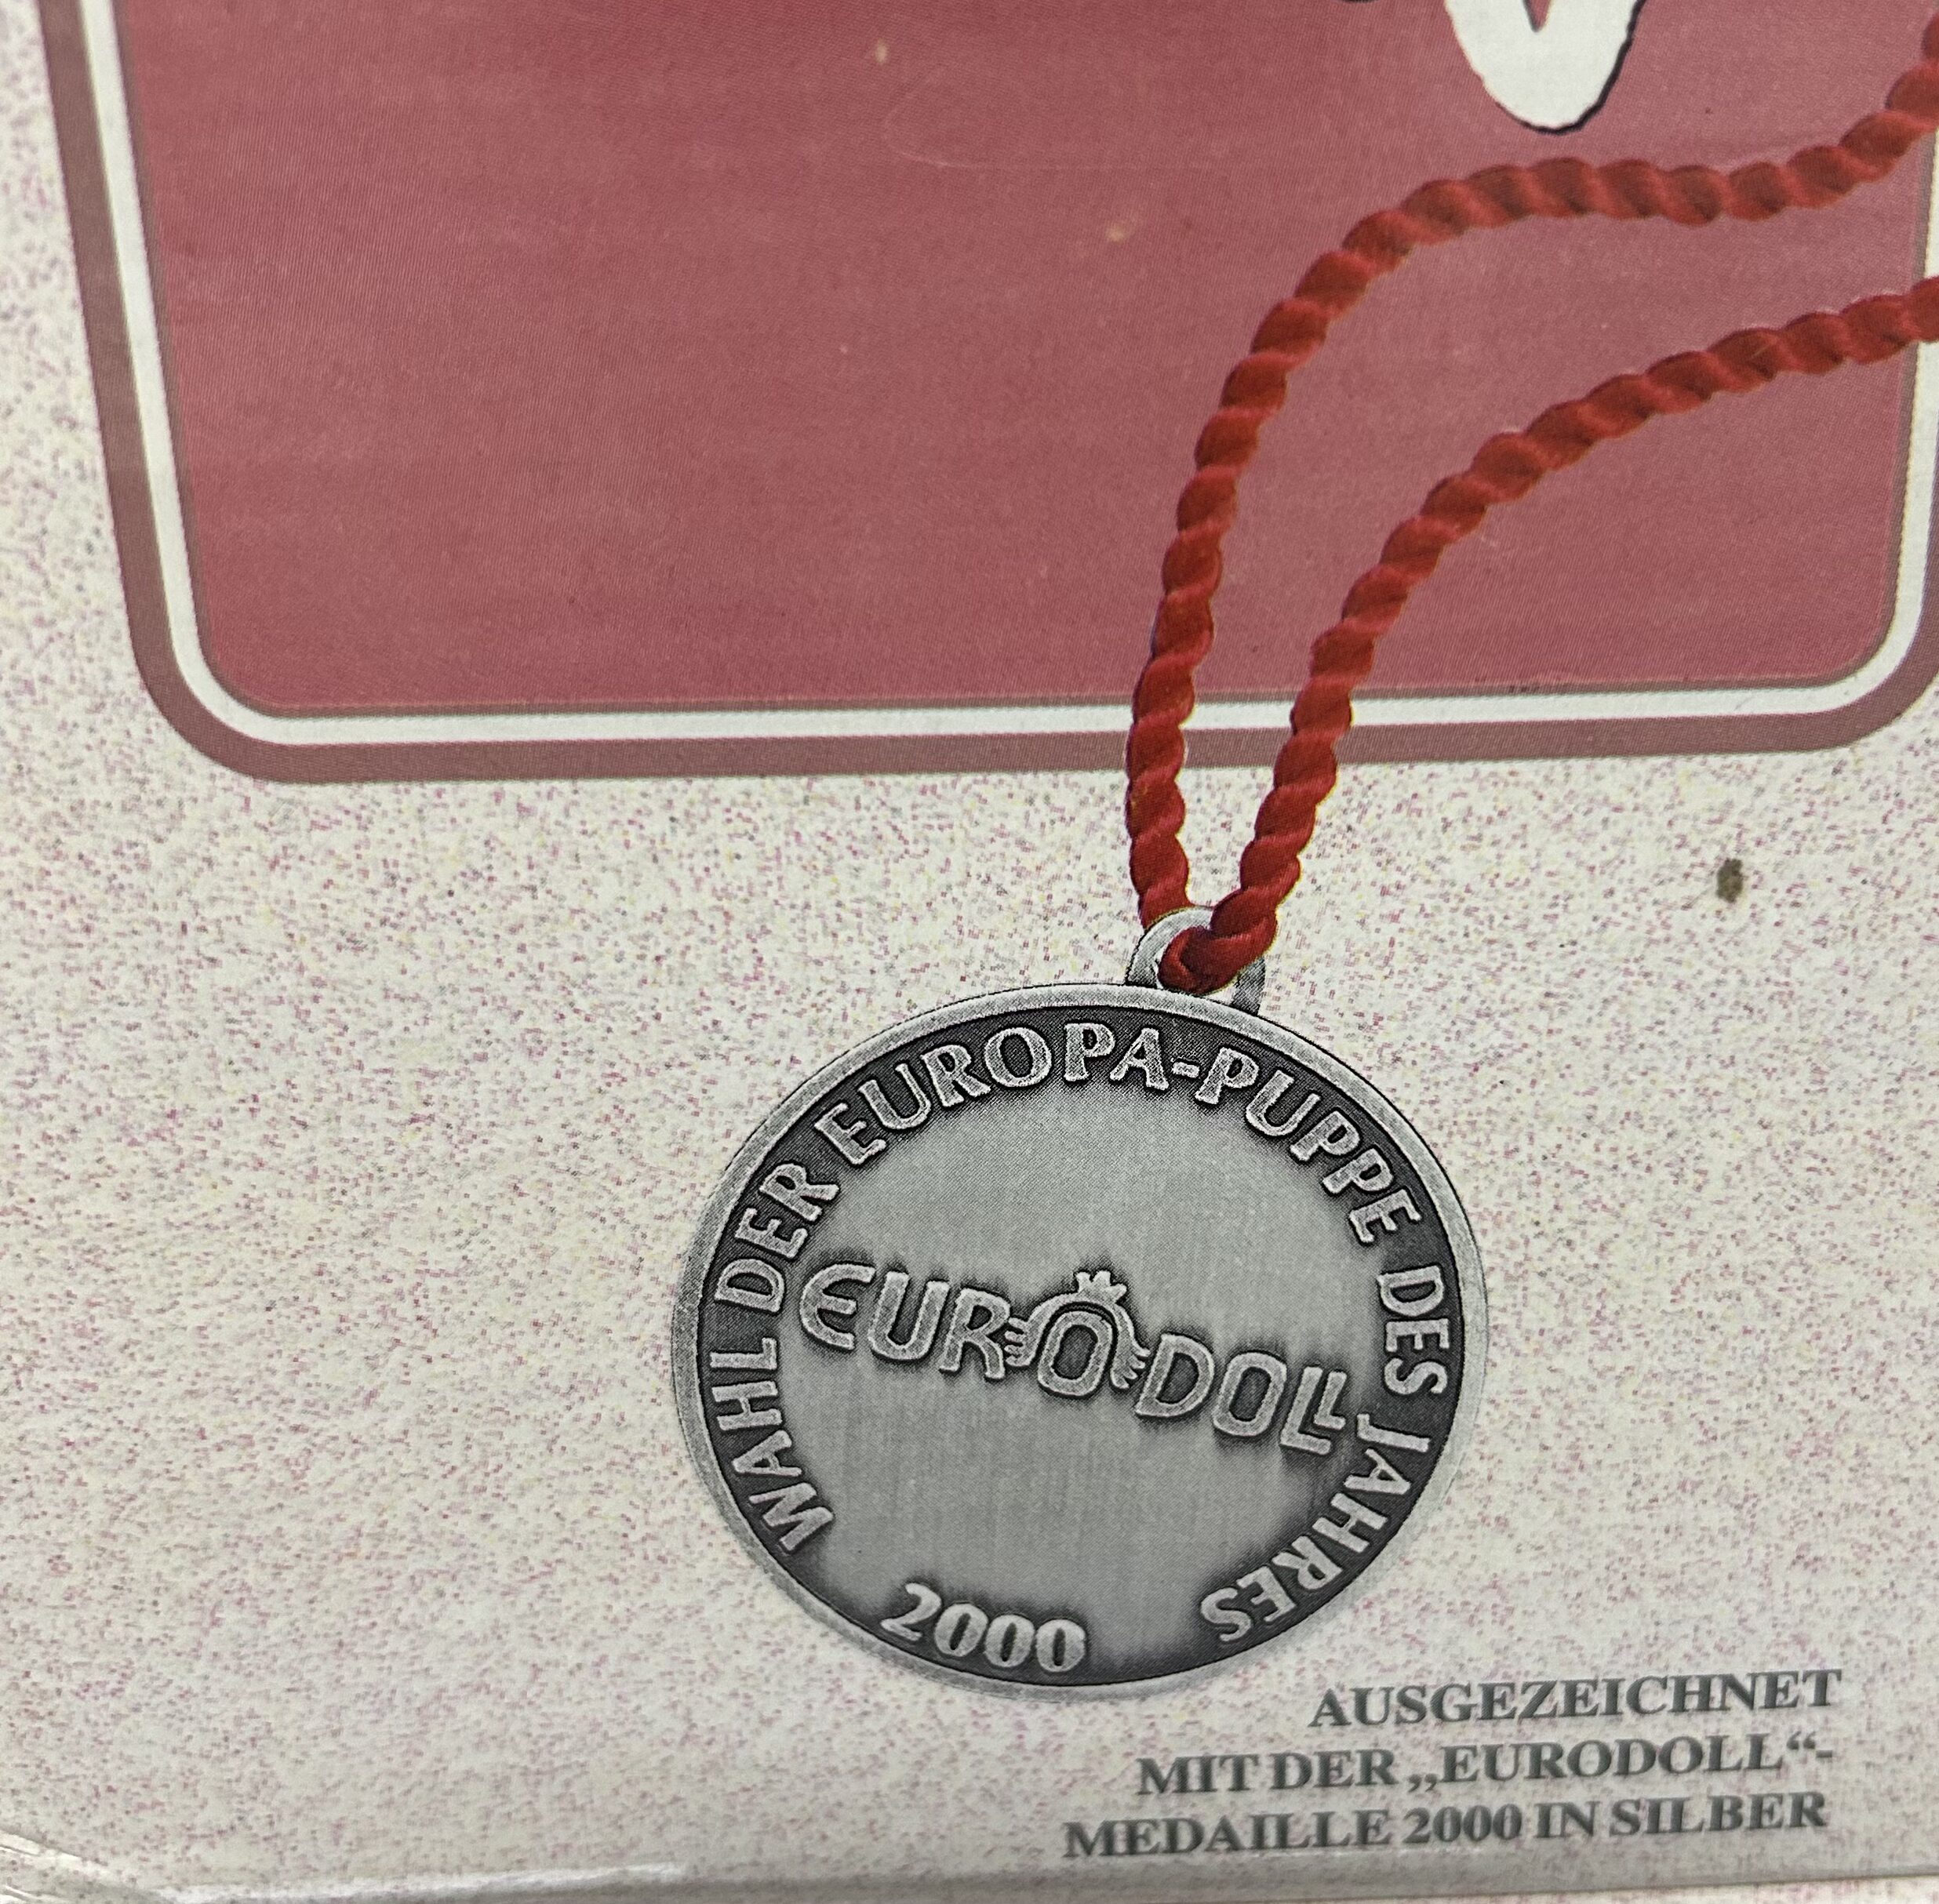 WAHL DER EUROPA-PUPPE DES JAHRES
EURODOLL
2000
AUSGEZEICHNET
MIT DER „EURODOLL“-
MEDAILLE 2000 IN SILBER